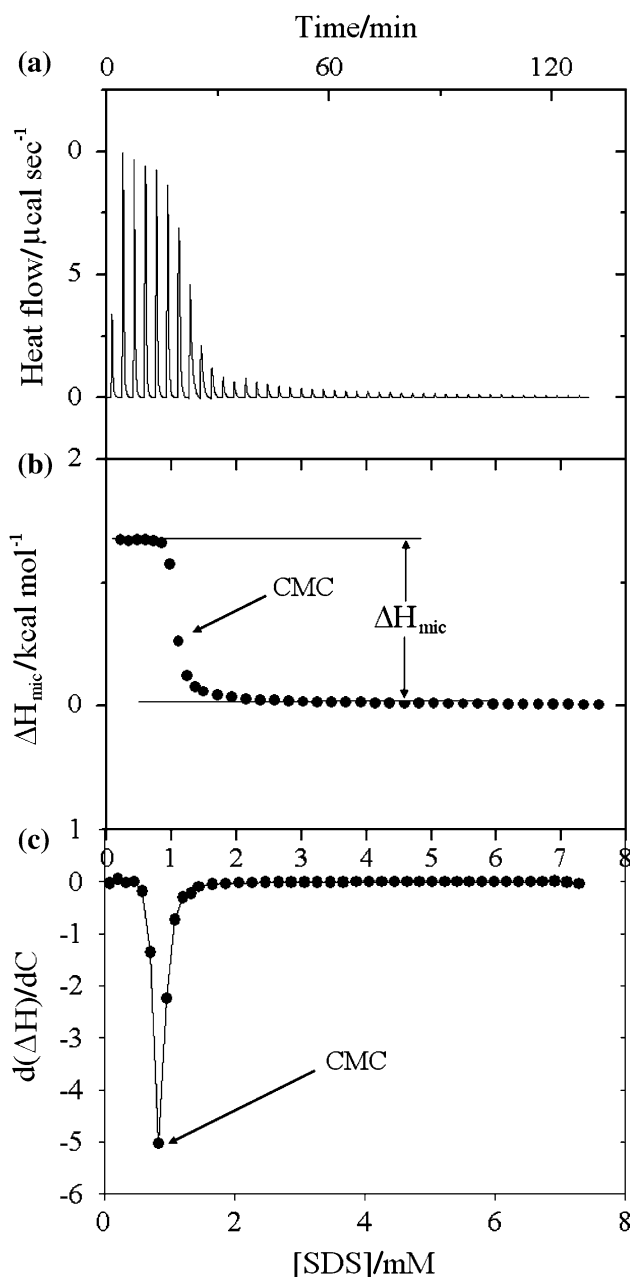 Time/min
(a)
0 60 120
0
5
0
Heat flow/μcal sec⁻¹
(b)
2
0
1
ΔH_mic/kcal mol⁻¹
CMC
ΔH_mic
(c)
0 1 2 3 4 5 6 7 8
0
-1
-2
-3
-4
-5
-6
d(ΔH)/dC
CMC
0 2 4 6 8
[SDS]/mM